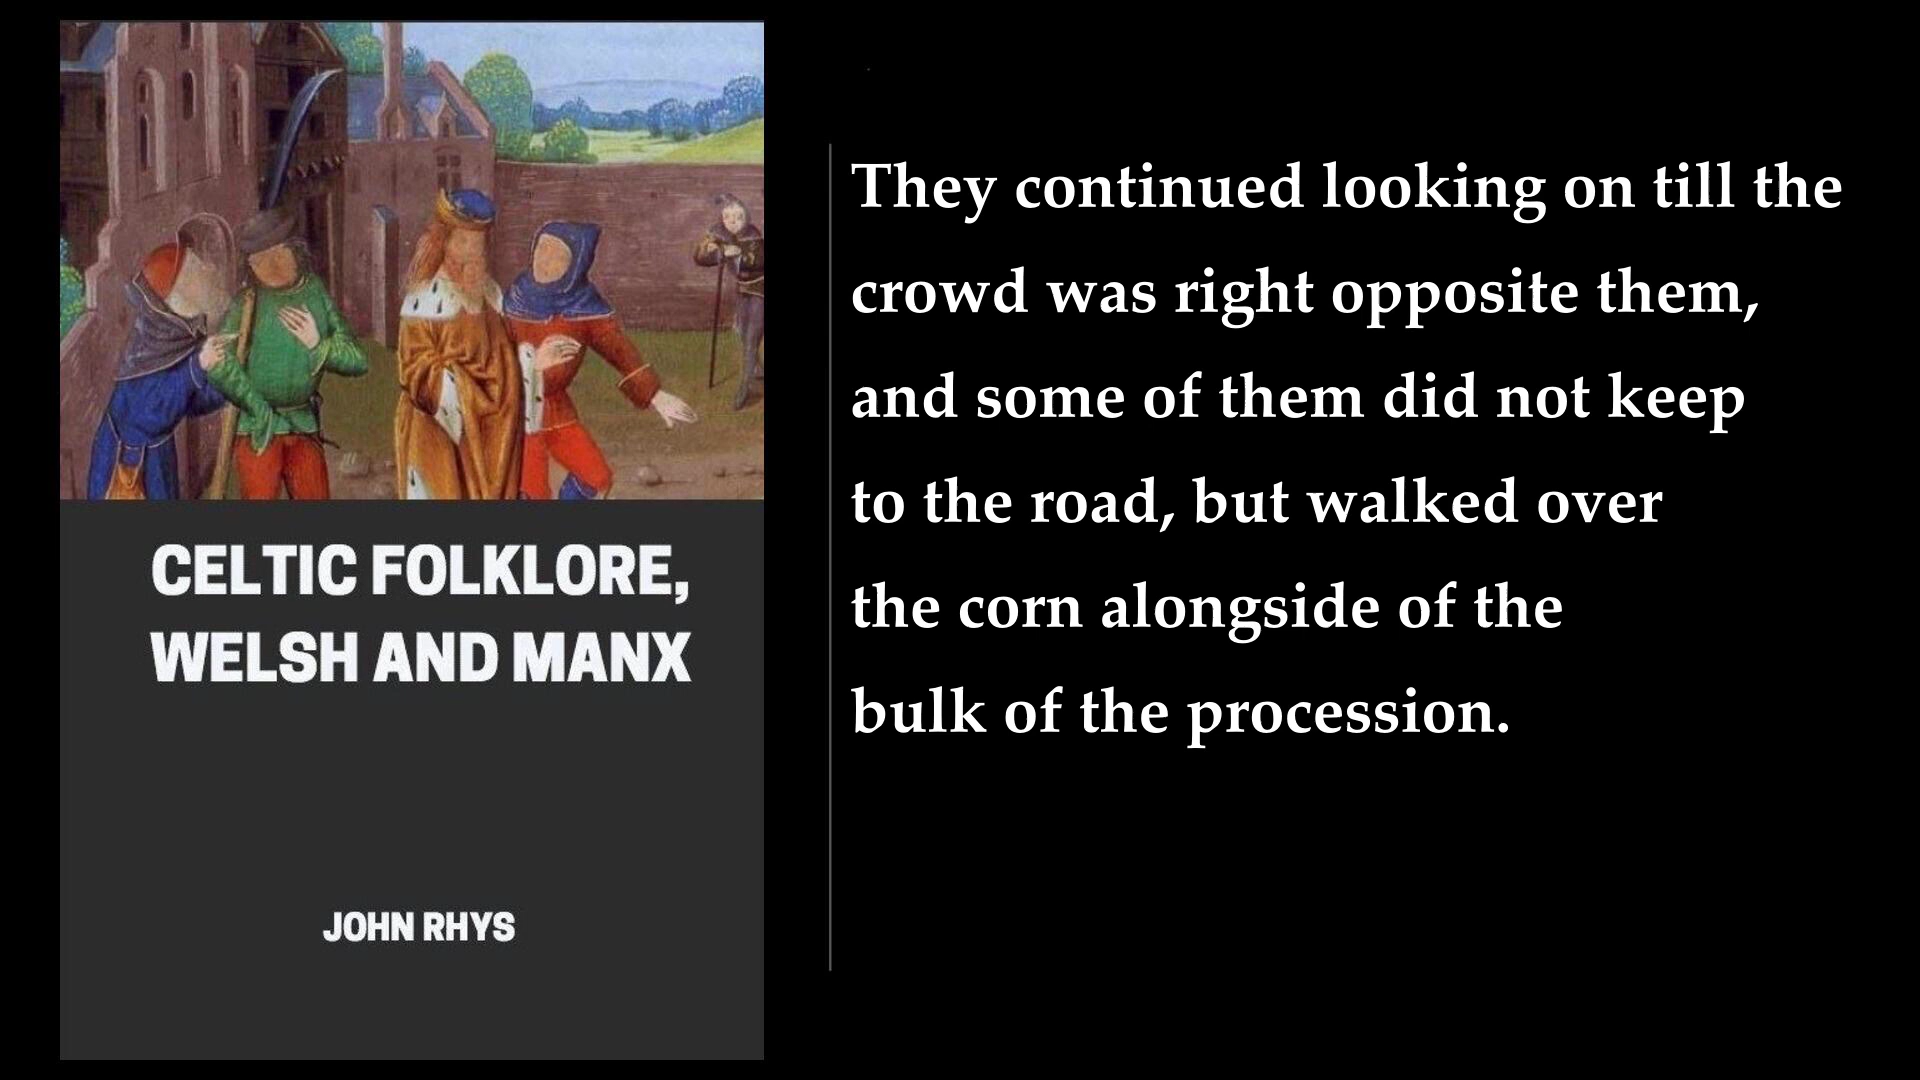 CELTIC FOLKLORE,
WELSH AND MANX
JOHN RHYS
They continued looking on till the
crowd was right opposite them,
and some of them did not keep
to the road, but walked over
the corn alongside of the
bulk of the procession.